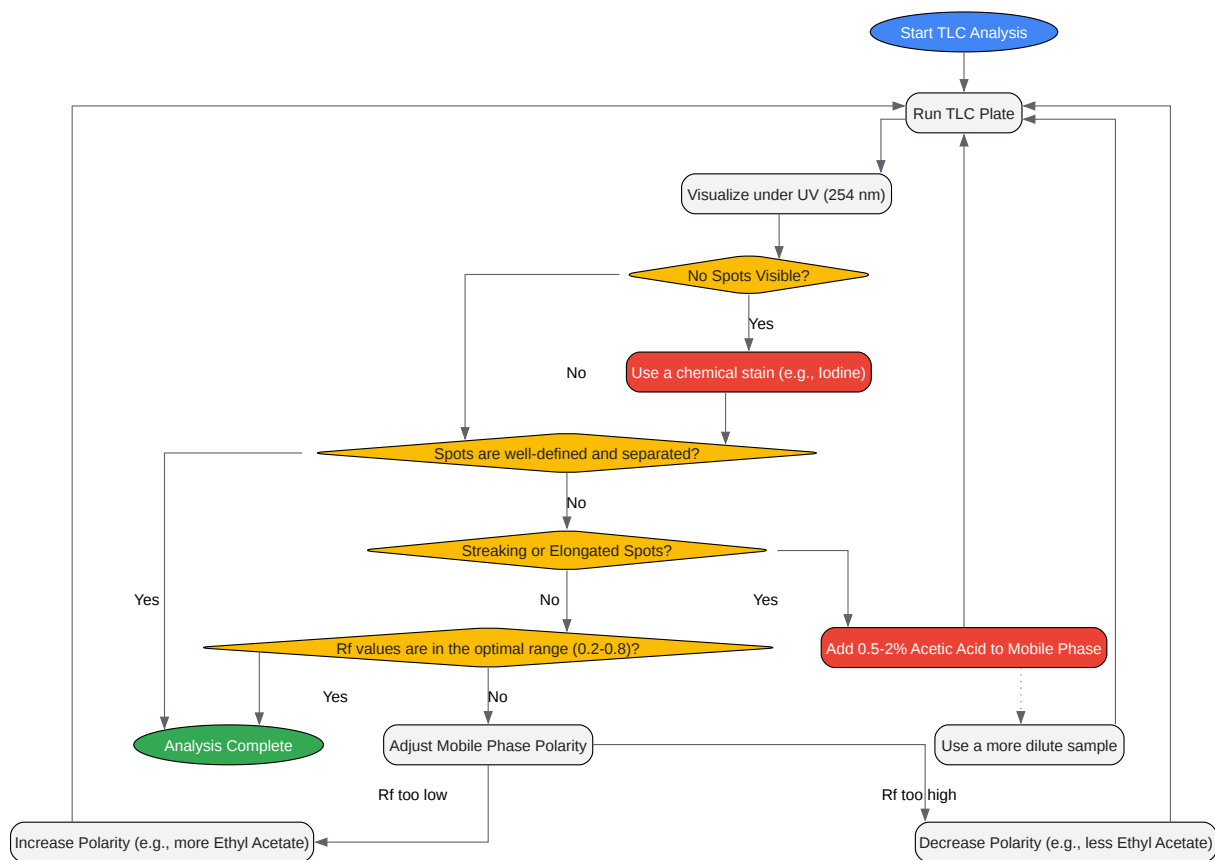 Start TLC Analysis
Run TLC Plate
Visualize under UV (254 nm)
No Spots Visible?
Yes
No
Use a chemical stain (e.g., Iodine)
Spots are well-defined and separated?
No
Streaking or Elongated Spots?
Yes
No
Yes
Rf values are in the optimal range (0.2-0.8)?
Add 0.5-2% Acetic Acid to Mobile Phase
Yes
No
Analysis Complete
Adjust Mobile Phase Polarity
Use a more dilute sample
Rf too low
Rf too high
Increase Polarity (e.g., more Ethyl Acetate)
Decrease Polarity (e.g., less Ethyl Acetate)